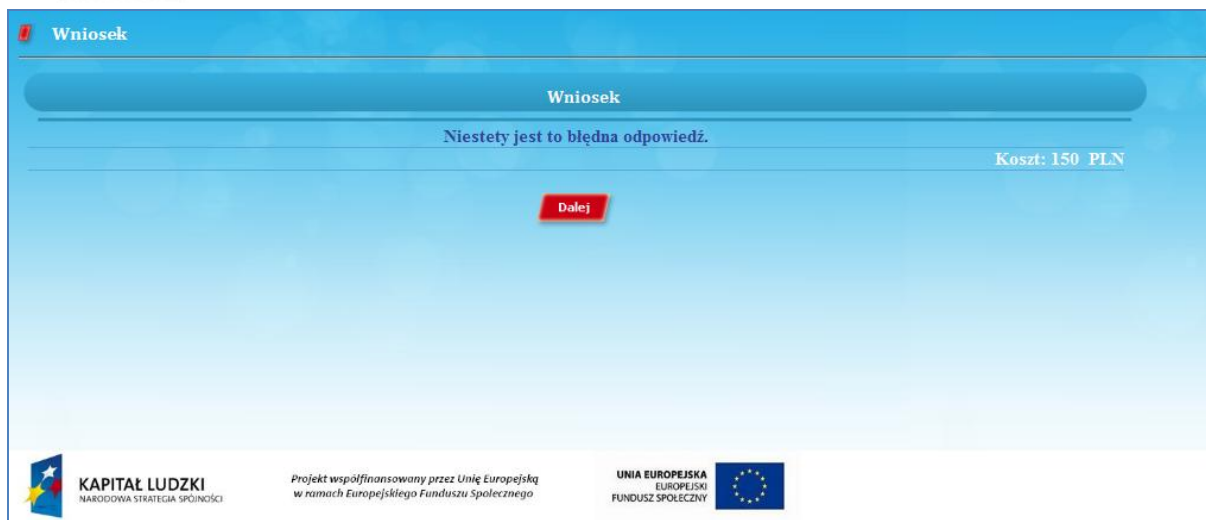 Wniosek
Wniosek
Niestety jest to błędna odpowiedź.
Koszt: 150 PLN
Dalej
KAPITAŁ LUDZKI
NARODOWA STRATEGIA SPÓJNOŚCI
Projekt współfinansowany przez Unię Europejską
w ramach Europejskiego Funduszu Społecznego
UNIA EUROPEJSKA
EUROPEJSKI
FUNDUSZ SPOŁECZNY